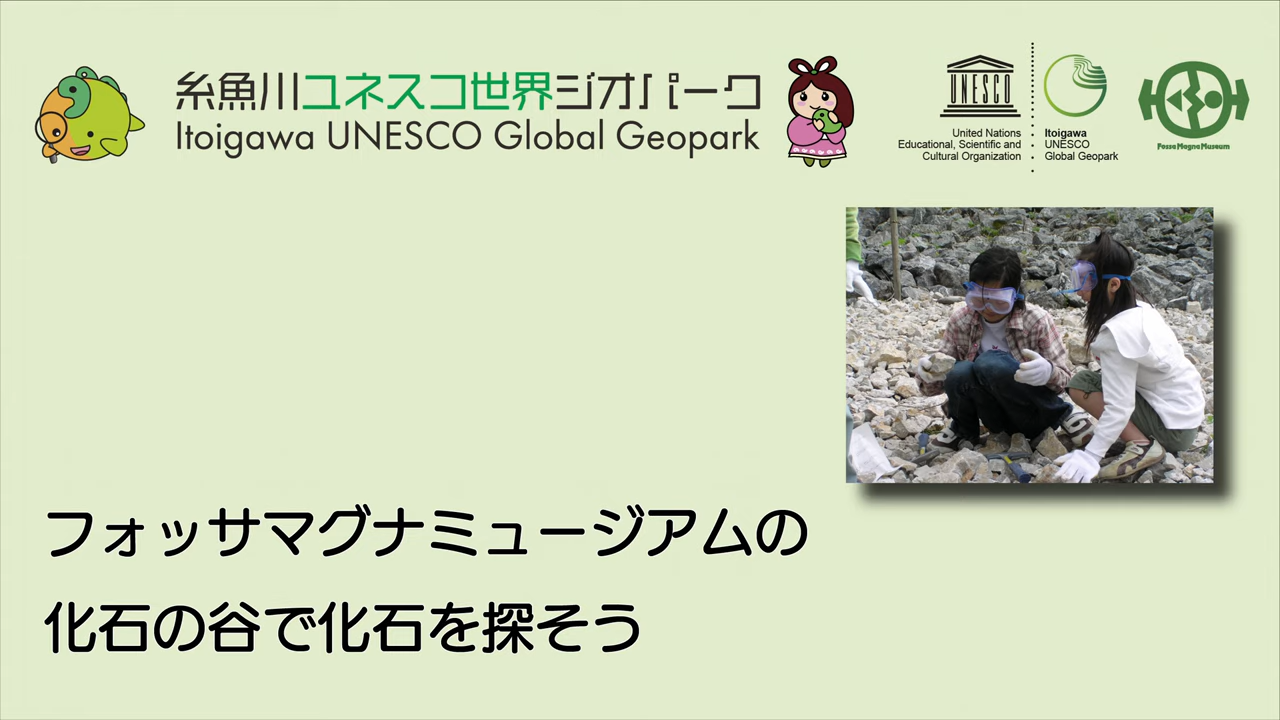 糸魚川ユネスコ世界ジオパーク
Itoigawa UNESCO Global Geopark
UNESCO
United Nations
Educational, Scientific and
Cultural Organization
Itoigawa
UNESCO
Global Geopark
Fossa Magna Museum
フォッサマグナミュージアムの
化石の谷で化石を探そう